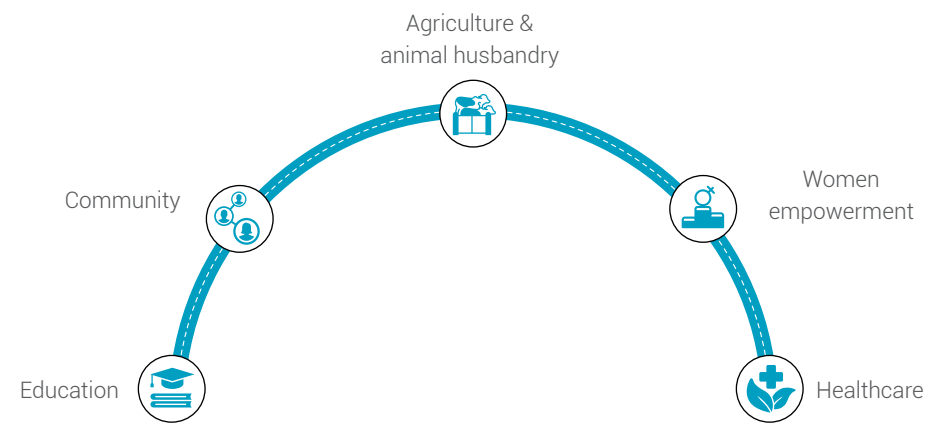 Agriculture &
animal husbandry
Community
Women
empowerment
Education
Healthcare